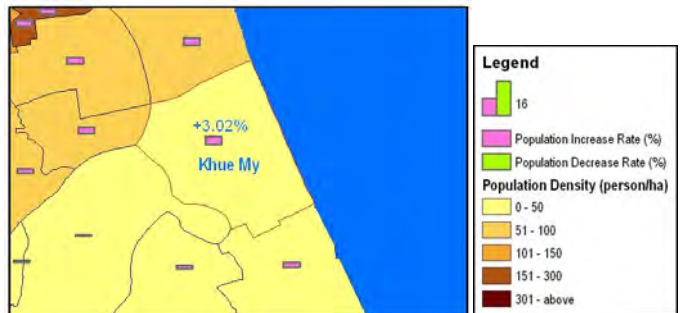 +3.02%
Khue My
Legend
16
Population Increase Rate (%)
Population Decrease Rate (%)
Population Density (person/ha)
0 - 50
51 - 100
101 - 150
151 - 300
301 - above